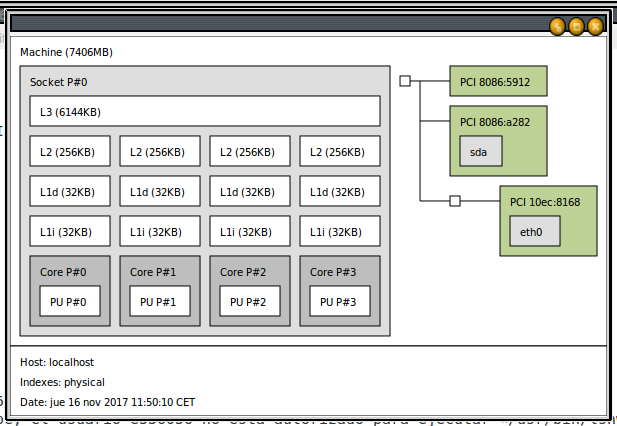 Machine (7406MB)
Socket P#0
L3 (6144KB)
L2 (256KB) L2 (256KB) L2 (256KB) L2 (256KB)
L1d (32KB) L1d (32KB) L1d (32KB) L1d (32KB)
L1i (32KB) L1i (32KB) L1i (32KB) L1i (32KB)
Core P#0 Core P#1 Core P#2 Core P#3
PU P#0 PU P#1 PU P#2 PU P#3
PCI 8086:5912
PCI 8086:a282
sda
PCI 10ec:8168
eth0
Host: localhost
Indexes: physical
Date: jue 16 nov 2017 11:50:10 CET